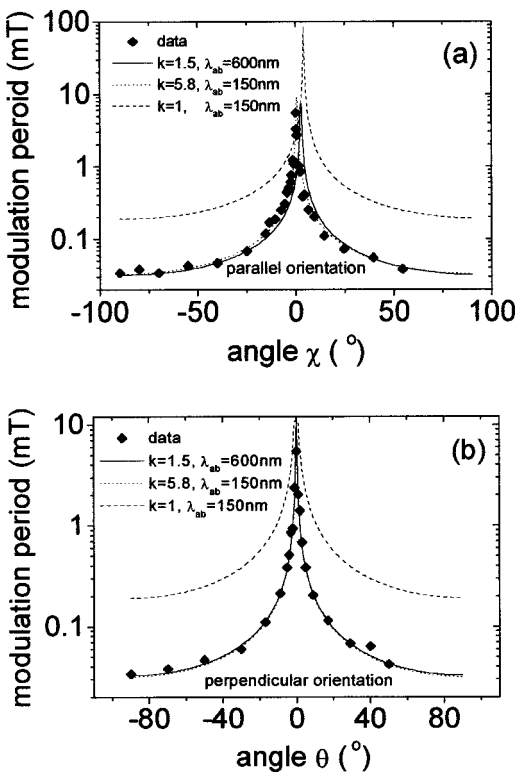 (a)
modulation peroid (mT)
100
10
1
0.1
data
k=1.5, λab=600nm
k=5.8, λab=150nm
k=1, λab=150nm
parallel orientation
-100 -50 0 50 100
angle χ ( °)
(b)
modulation period (mT)
10
1
0.1
data
k=1.5, λab=600nm
k=5.8, λab=150nm
k=1, λab=150nm
perpendicular orientation
-80 -40 0 40 80
angle θ ( °)